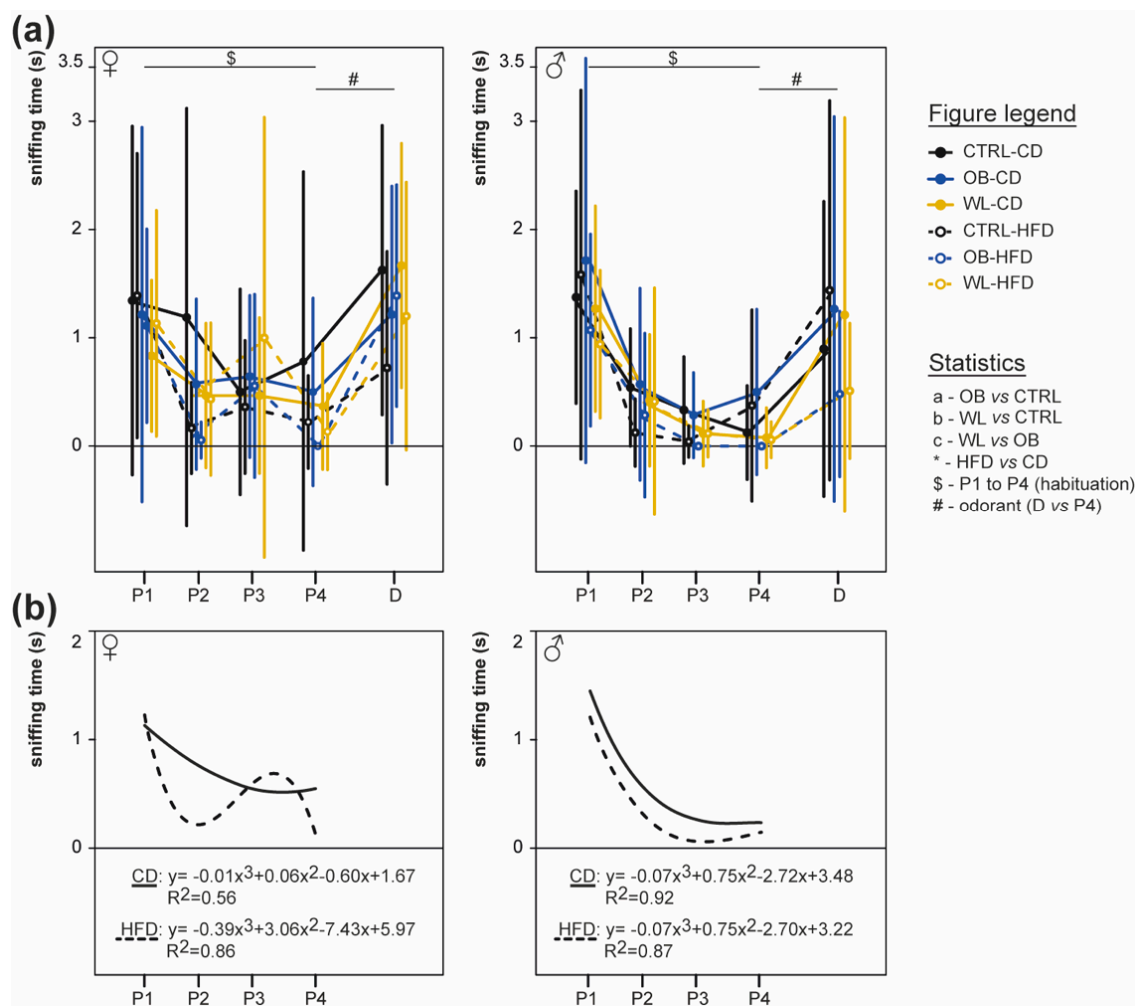 (a)
sniffing time (s)
3.5
3
2
1
0
♀
$
#
P1 P2 P3 P4 D
sniffing time (s)
3.5
3
2
1
0
♂
$
#
P1 P2 P3 P4 D
Figure legend
CTRL-CD
OB-CD
WL-CD
CTRL-HFD
OB-HFD
WL-HFD
Statistics
a - OB vs CTRL
b - WL vs CTRL
c - WL vs OB
* - HFD vs CD
$ - P1 to P4 (habituation)
# - odorant (D vs P4)
(b)
sniffing time (s)
2
1
0
♀
CD: y= -0.01x³+0.06x²-0.60x+1.67
R²=0.56
HFD: y= -0.39x³+3.06x²-7.43x+5.97
R²=0.86
P1 P2 P3 P4
sniffing time (s)
2
1
0
♂
CD: y= -0.07x³+0.75x²-2.72x+3.48
R²=0.92
HFD: y= -0.07x³+0.75x²-2.70x+3.22
R²=0.87
P1 P2 P3 P4